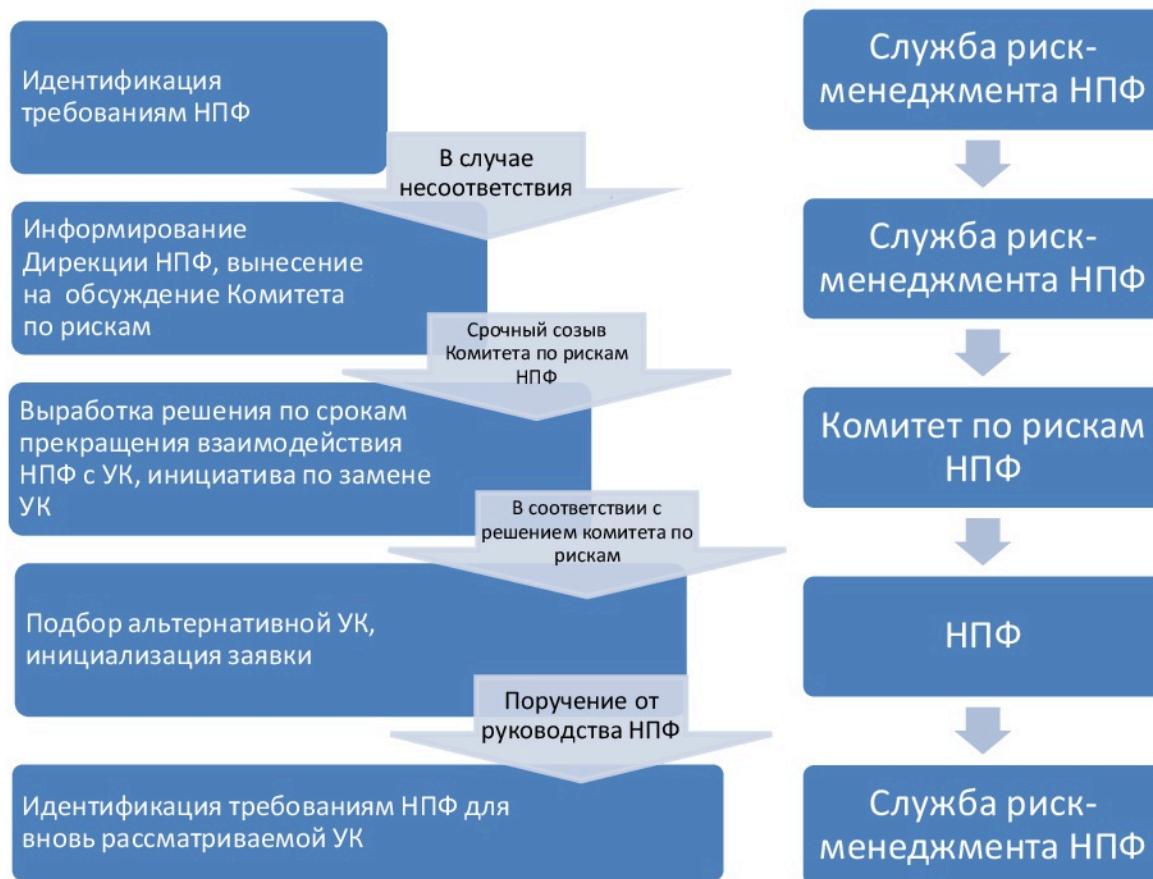 Идентификация
требованиям НПФ
В случае
несоответствия
Информирование
Дирекции НПФ, вынесение
на обсуждение Комитета
по рискам
Срочный созыв
Комитета по рискам
НПФ
Выработка решения по срокам
прекращения взаимодействия
НПФ с УК, инициатива по замене
УК
В соответствии с
решением комитета по
рискам
Подбор альтернативной УК,
инициализация заявки
Поручение от
руководства НПФ
Идентификация требованиям НПФ для
вновь рассматриваемой УК
Служба риск-
менеджмента НПФ
Служба риск-
менеджмента НПФ
Комитет по рискам
НПФ
НПФ
Служба риск-
менеджмента НПФ